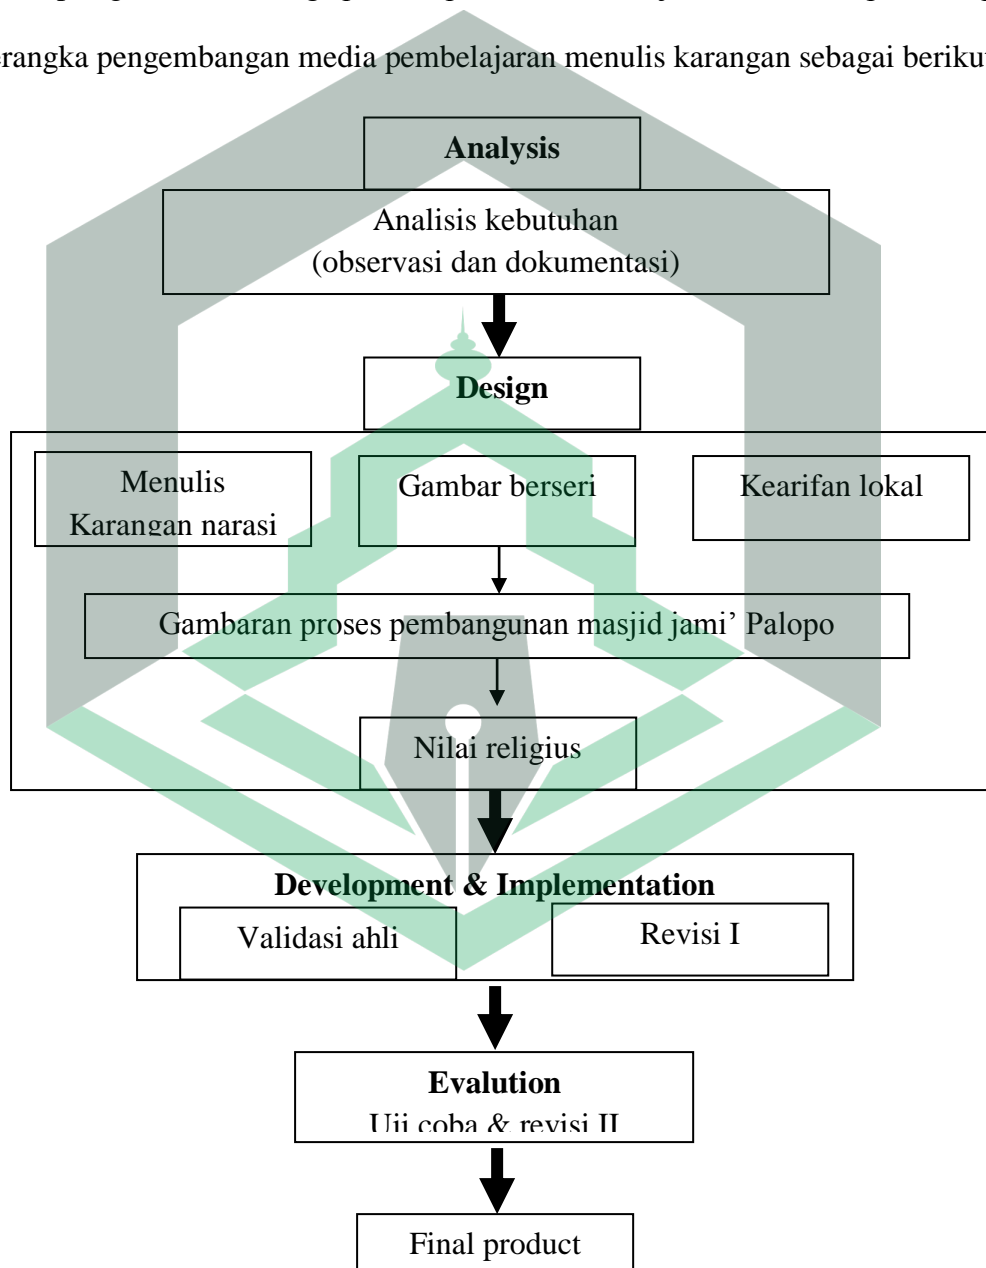 pengembangan media pembelajaran menulis karangan sebagai
Analysis
Analisis kebutuhan
(observasi dan dokumentasi)
Design
Menulis
Karangan narasi
Gambar berseri
Kearifan lokal
Gambaran proses pembangunan masjid jami’ Palopo
Nilai religius
Development & Implementation
Validasi ahli
Revisi I
Evalution
Uji coba & revisi II
Final product